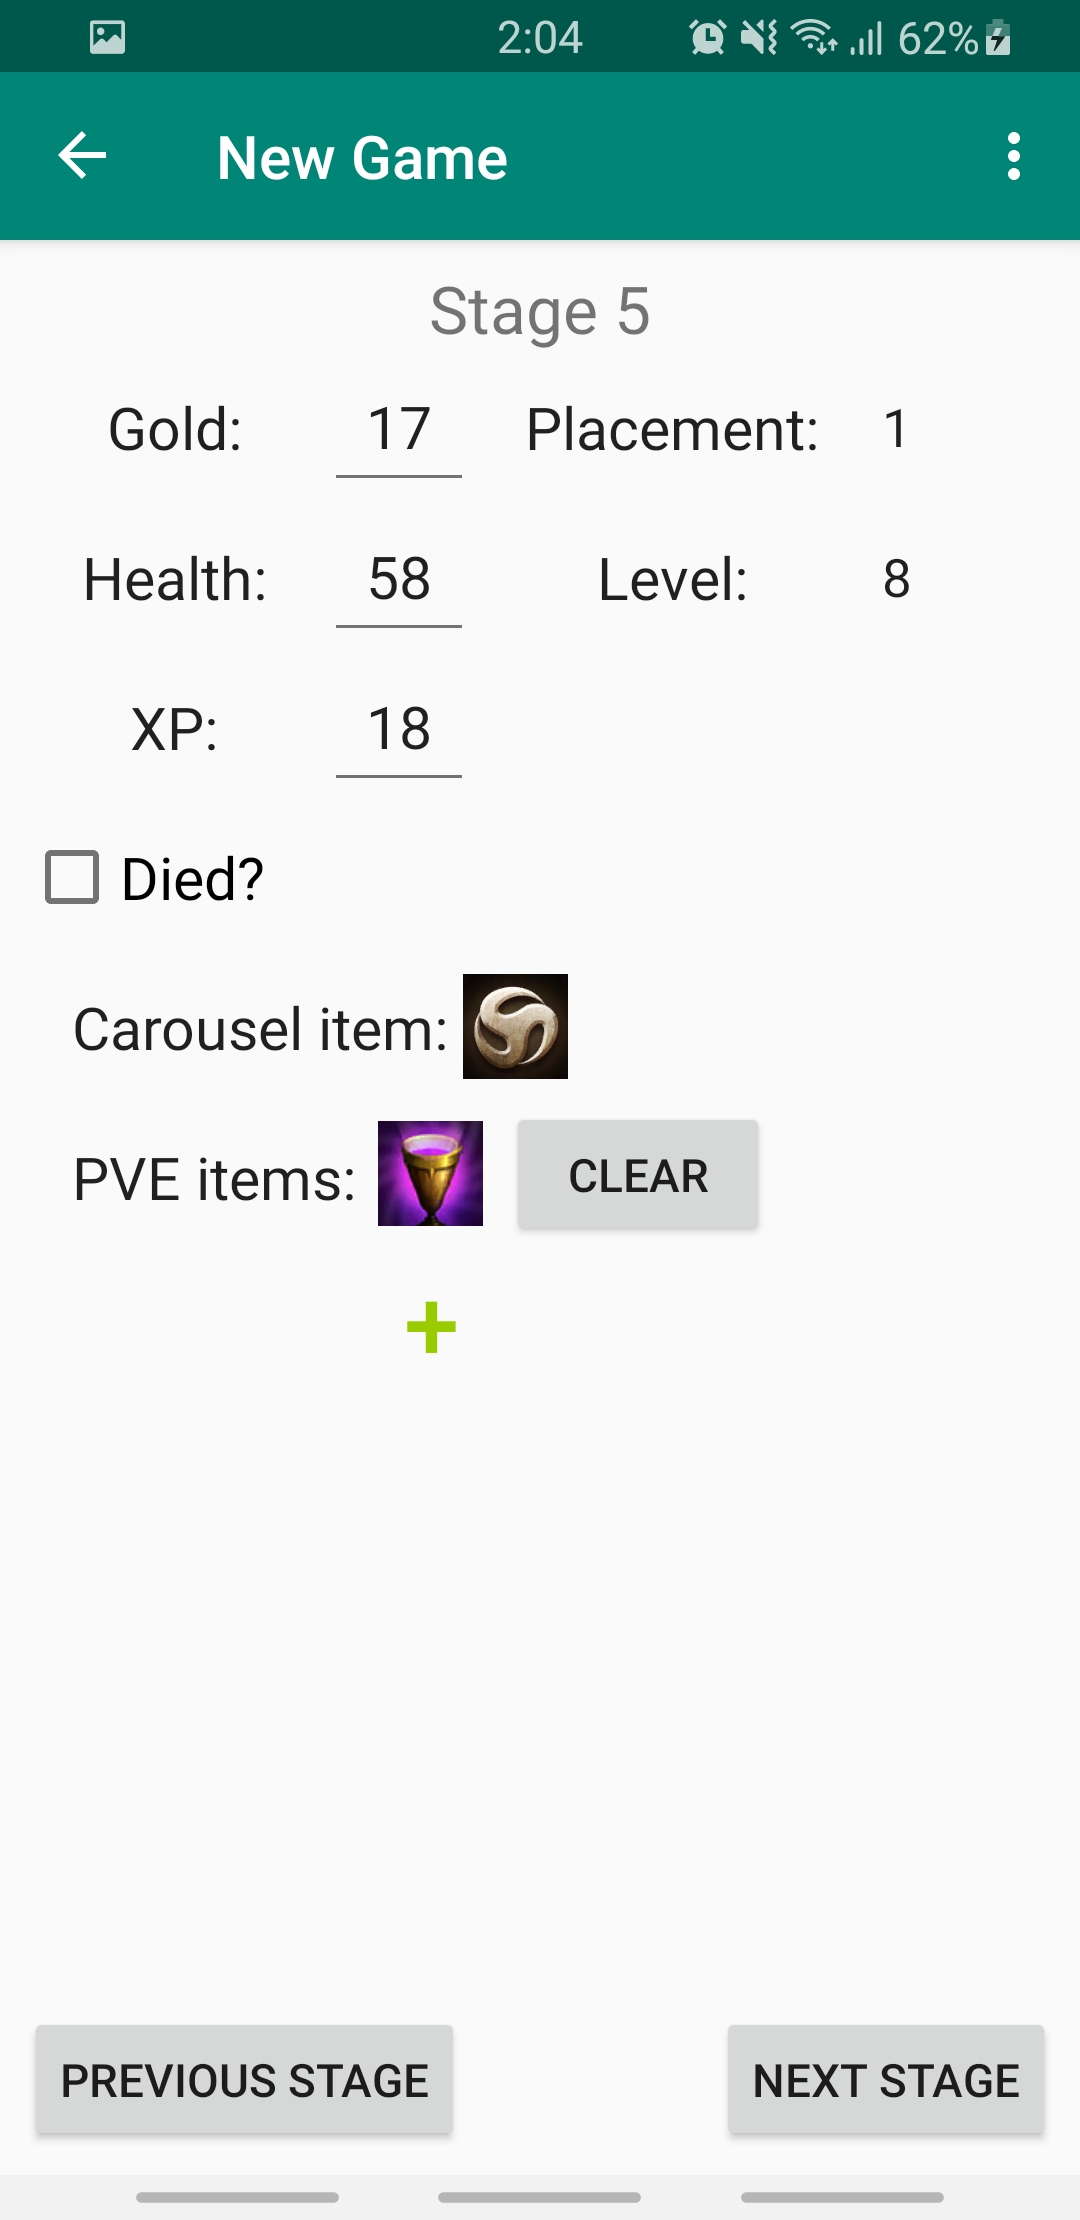 2:04 62%
New Game
Stage 5
Gold: 17 Placement: 1
Health: 58 Level: 8
XP: 18
Died?
Carousel item:
PVE items: CLEAR
+
PREVIOUS STAGE NEXT STAGE